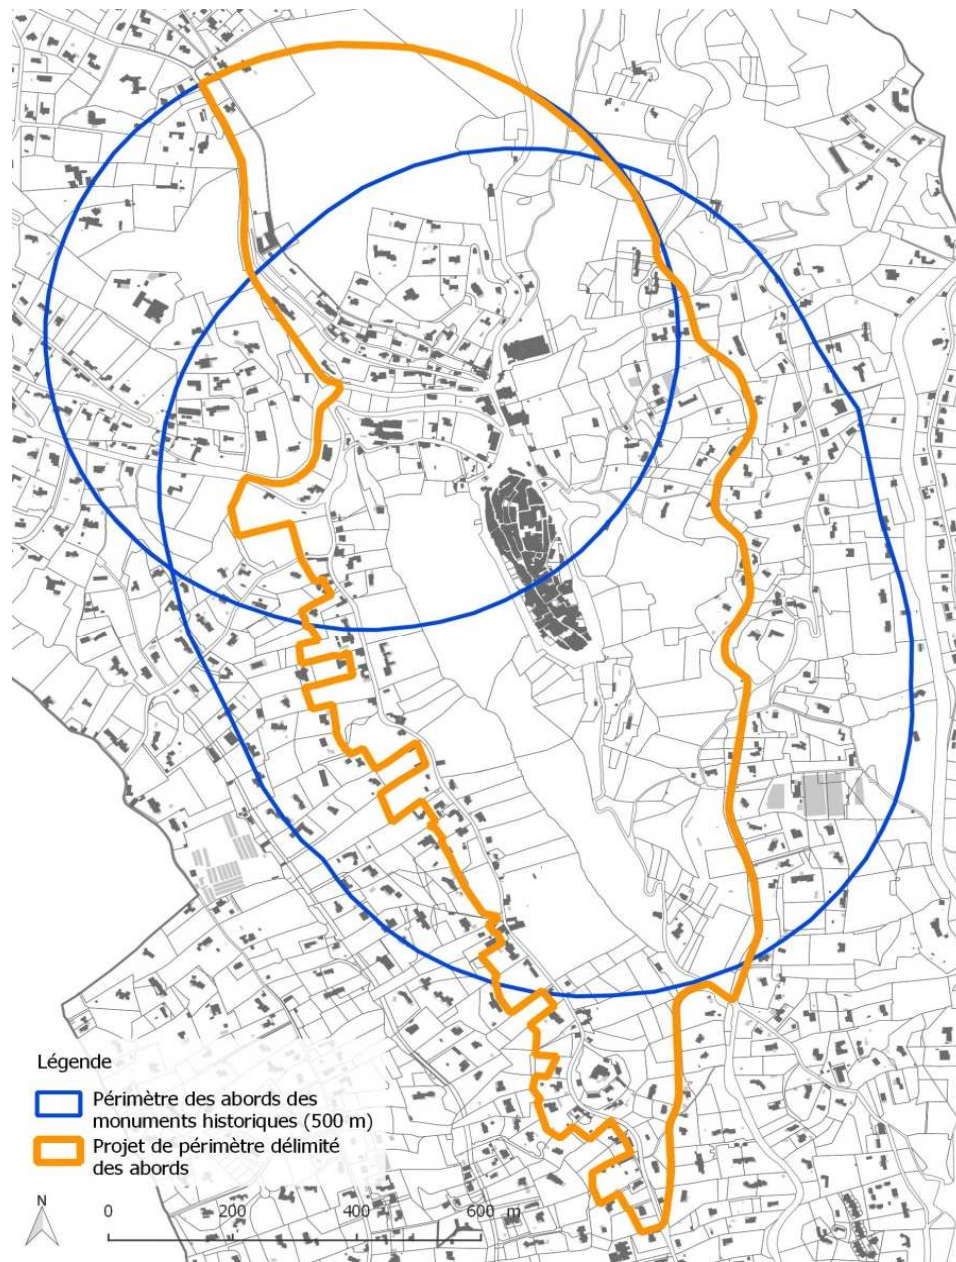 Légende
Périmètre des abords des
monuments historiques (500 m)
Projet de périmètre délimité
des abords
N
0 200 400 600 m